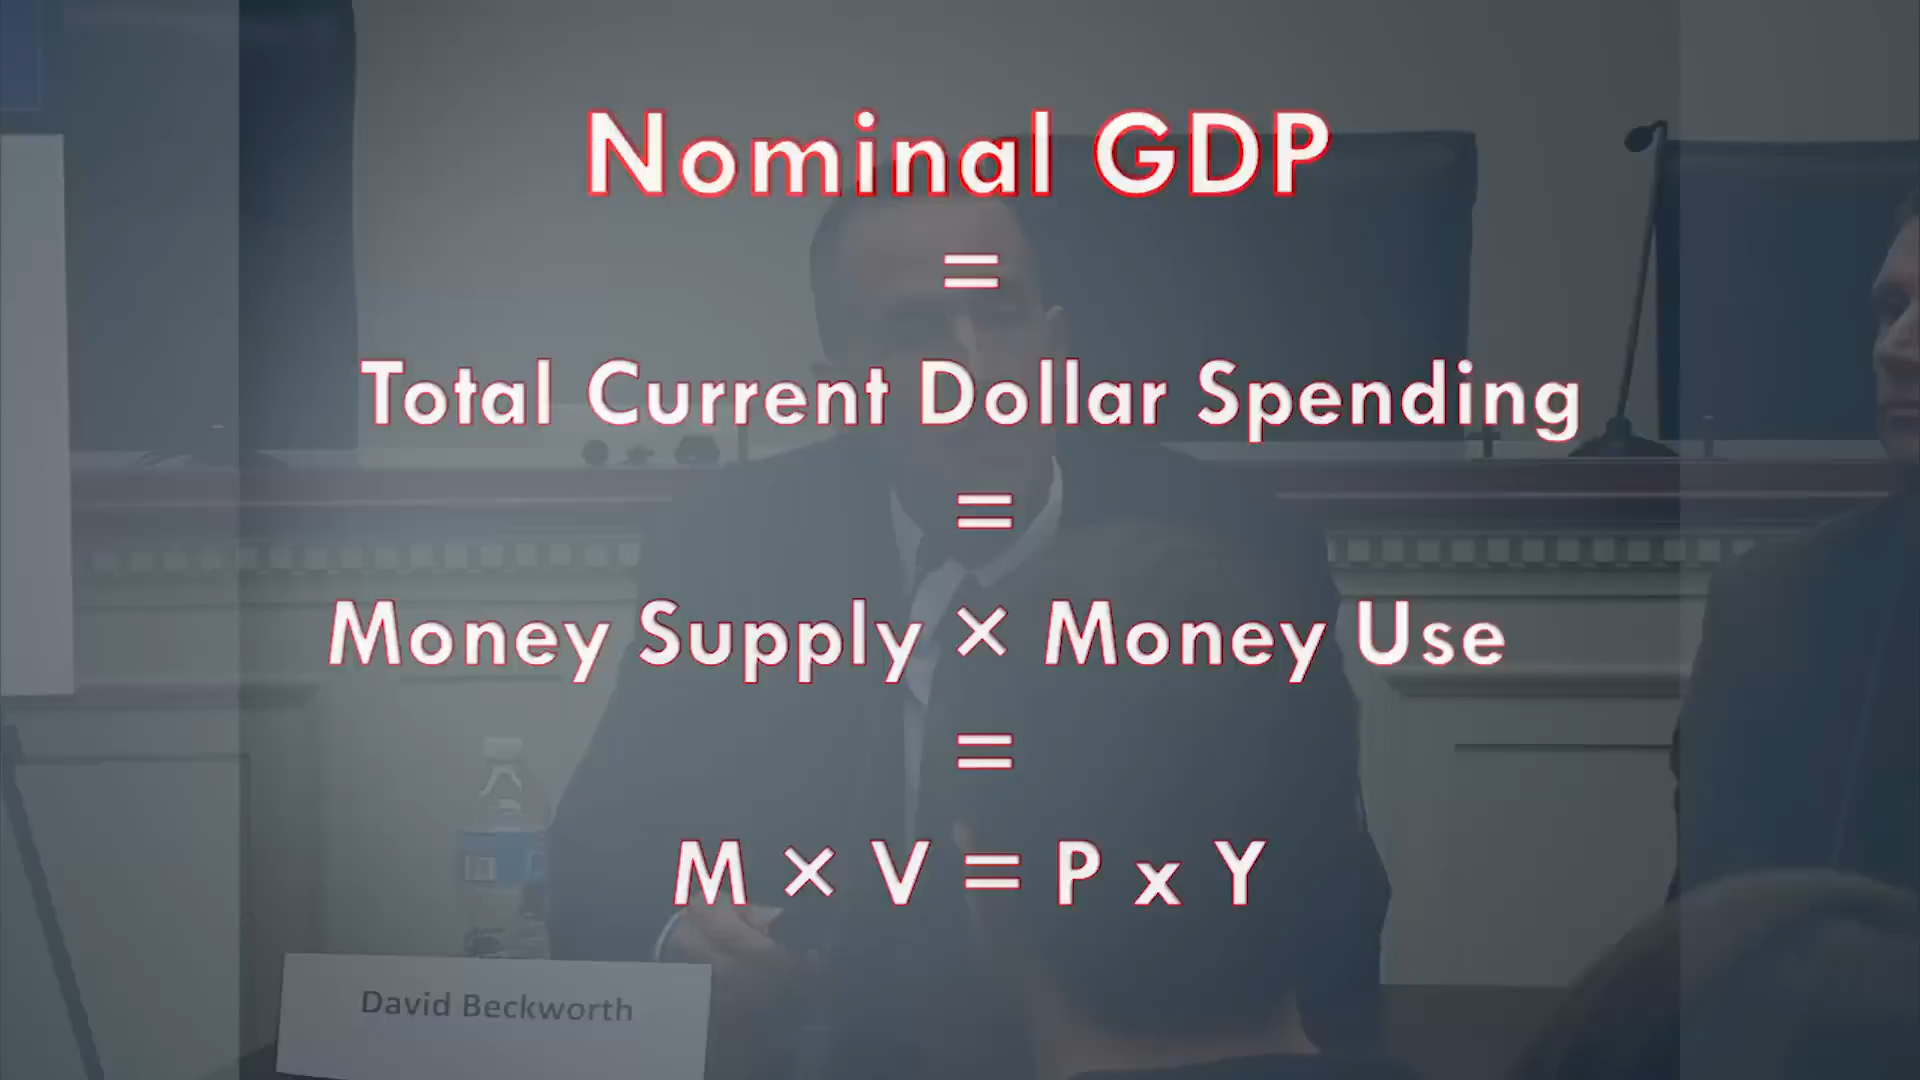 Nominal GDP
=
Total Current Dollar Spending
=
Money Supply × Money Use
=
M × V = P x Y
David Beckworth